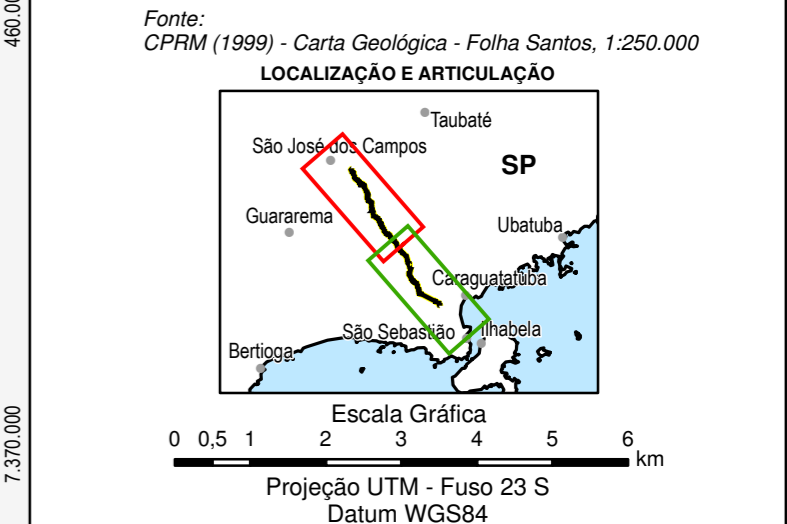 460.00
Fonte:
CPRM (1999) - Carta Geológica - Folha Santos, 1:250.000
LOCALIZAÇÃO E ARTICULAÇÃO
Taubaté
São José dos Campos
SP
Guararema
Ubatuba
Caraguatatuba
São Sebastião
Ilhabela
Bertioga
7.370.000
Escala Gráfica
0 0,5 1 2 3 4 5 6
km
Projeção UTM - Fuso 23 S
Datum WGS84